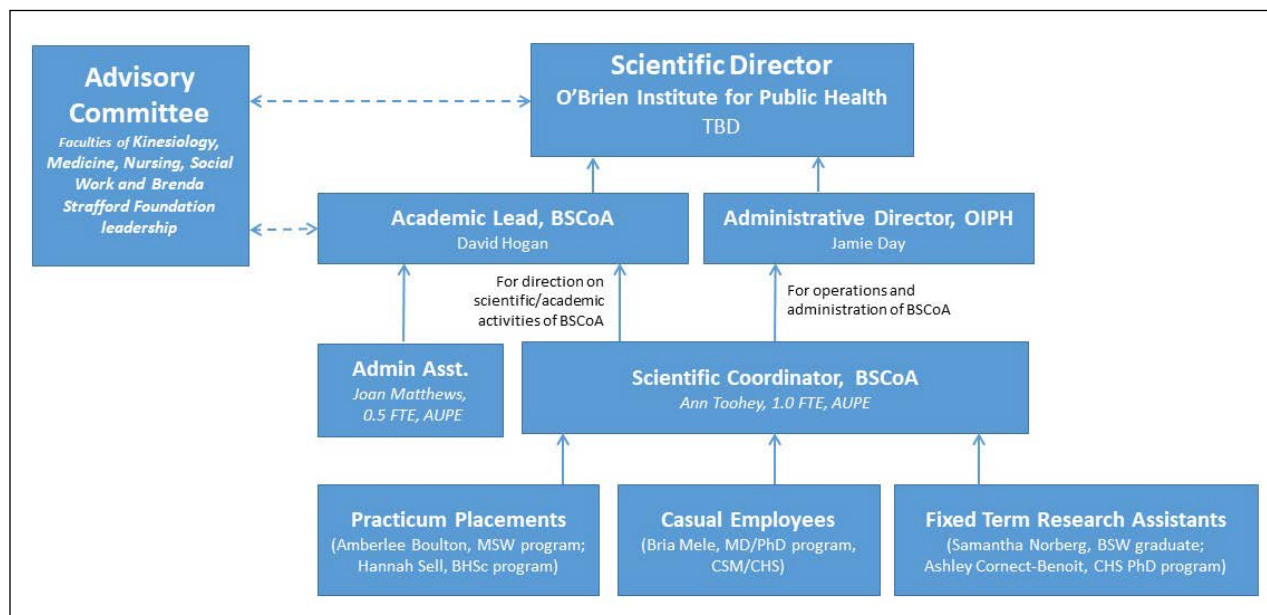 Advisory
Committee
Faculties of Kinesiology,
Medicine, Nursing, Social
Work and Brenda
Strafford Foundation
leadership
Scientific Director
O’Brien Institute for Public Health
TBD
Academic Lead, BSCoA
David Hogan
Administrative Director, OIPH
Jamie Day
For direction on
scientific/academic
activities of BSCoA
For operations and
administration of BSCoA
Admin Asst.
Joan Matthews,
0.5 FTE, AUPE
Scientific Coordinator, BSCoA
Ann Toohey, 1.0 FTE, AUPE
Practicum Placements
(Amberlee Boulton, MSW program;
Hannah Sell, BHSc program)
Casual Employees
(Bria Mele, MD/PhD program,
CSM/CHS)
Fixed Term Research Assistants
(Samantha Norberg, BSW graduate;
Ashley Cornect-Benoit, CHS PhD program)